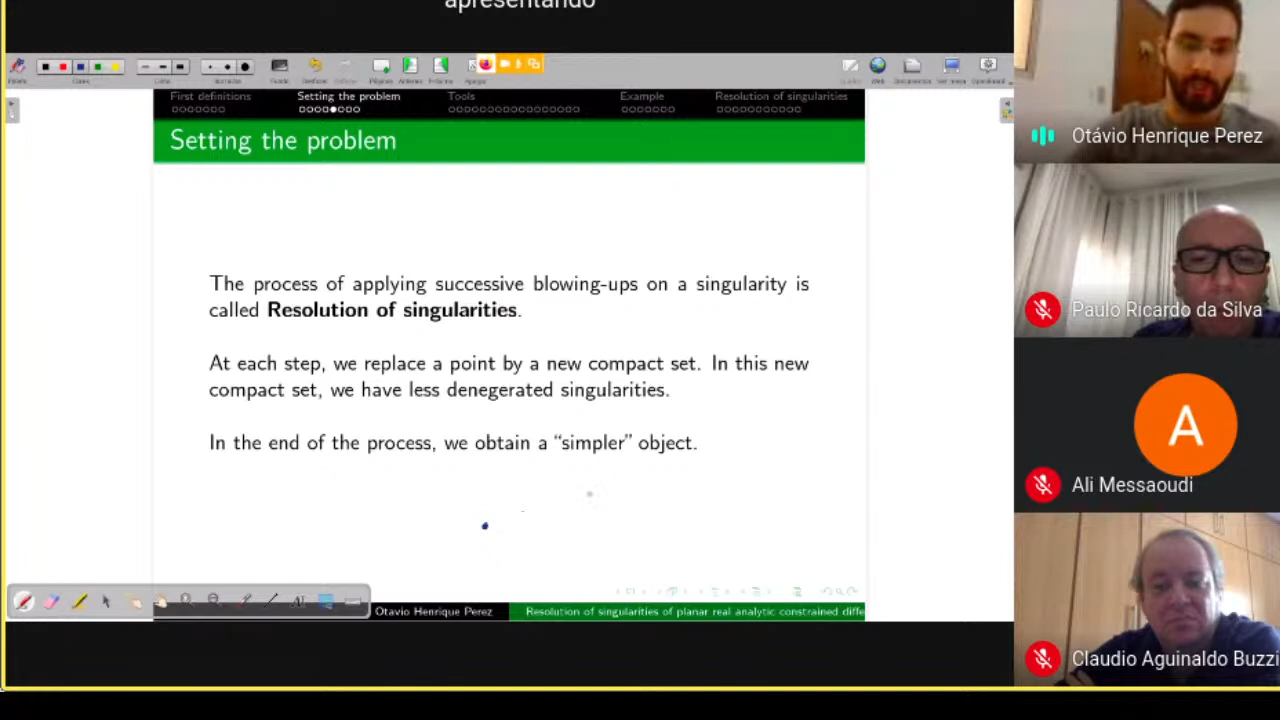 apresentando
First definitions
Setting the problem
Tools
Example
Resolution of singularities
Setting the problem
The process of applying successive blowing-ups on a singularity is
called Resolution of singularities.
At each step, we replace a point by a new compact set. In this new
compact set, we have less denegerated singularities.
In the end of the process, we obtain a “simpler” object.
Otavio Henrique Perez
Resolution of singularities of planar real analytic constrained diffe
Otávio Henrique Perez
Paulo Ricardo da Silva
A
Ali Messaoudi
Claudio Aguinaldo Buzzi